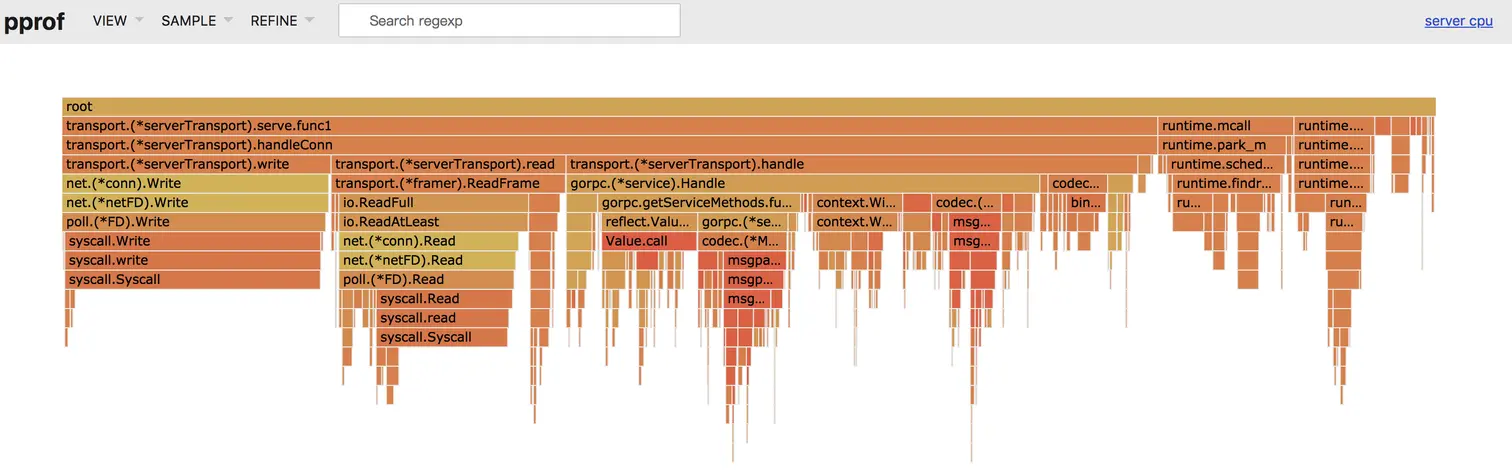 pprof VIEW SAMPLE REFINE Search regexp server cpu
root
transport.(*serverTransport).serve.func1 runtime.mcall runtime....
transport.(*serverTransport).handleConn runtime.park_m runtime....
transport.(*serverTransport).write transport.(*serverTransport).read transport.(*serverTransport).handle runtime.sched... runtime....
net.(*conn).Write transport.(*framer).ReadFrame gorpc.(*service).Handle codec... runtime.findr... runtime....
net.(*netFD).Write io.ReadFull gorpc.getServiceMethods.fu... context.Wi... codec.(... bin... ru... run...
poll.(*FD).Write io.ReadAtLeast reflect.Valu... gorpc.(*se... context.W... msg... ru...
syscall.Write net.(*conn).Read Value.call codec.(*M... msg...
syscall.write net.(*netFD).Read msgpa...
syscall.Syscall poll.(*FD).Read msgp...
syscall.Read msg...
syscall.read
syscall.Syscall